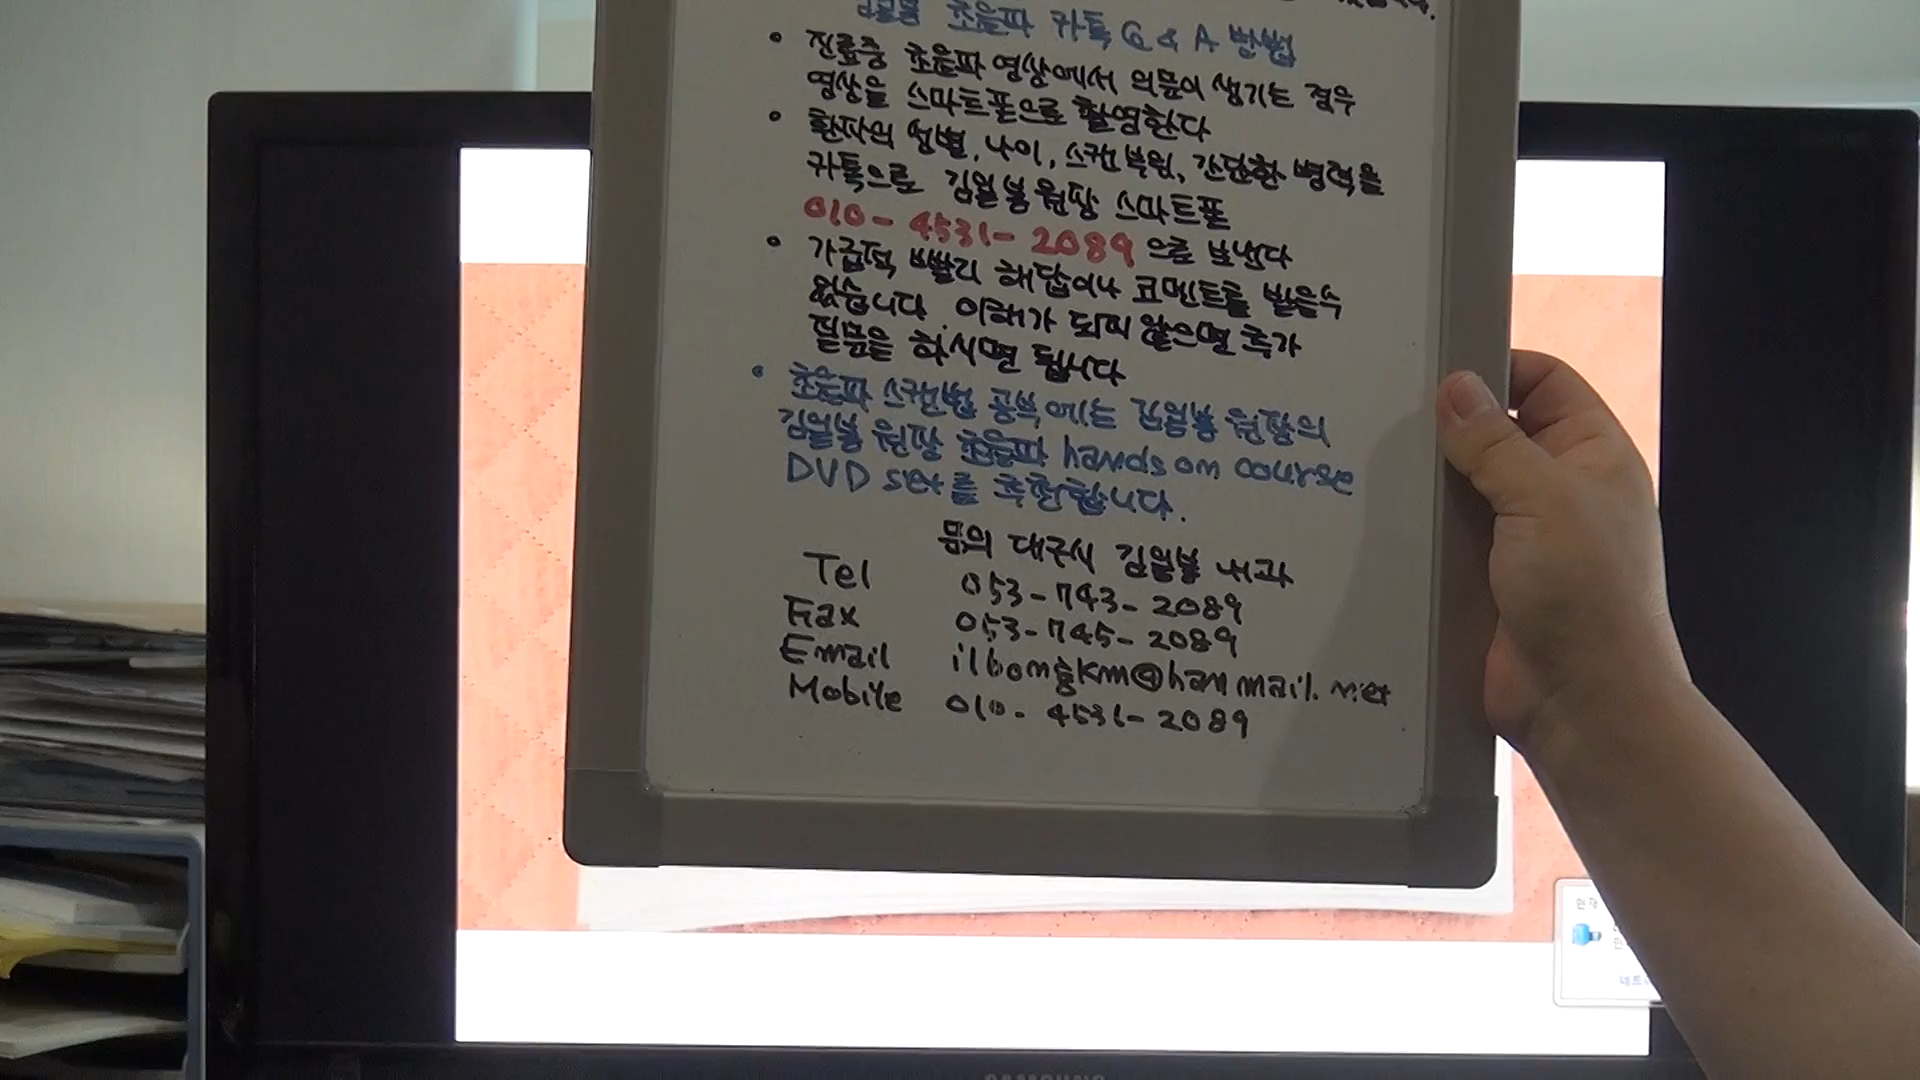 김일봉 초음파 카톡 Q & A 방법
• 진료중 초음파 영상에서 의문이 생기는 경우
영상을 스마트폰으로 촬영한다
• 환자의 성별, 나이, 스캔부위, 간단한 병력을
카톡으로 김일봉원장 스마트폰
010-4531-2089 으로 보낸다
• 가급적 빨리 해답이나 코멘트를 받을수
있습니다. 이해가 되지 않으면 추가
질문을 하시면 됩니다
• 초음파 스캔법 공부에는 김일봉 원장의
김일봉 원장 초음파 hands on course
DVD set를 추천합니다.
문의 대구시 김일봉 내과
Tel 053-743-2089
Fax 053-745-2089
Email @hanmail.net
Mobile 010-4531-2089
SAMSUNG